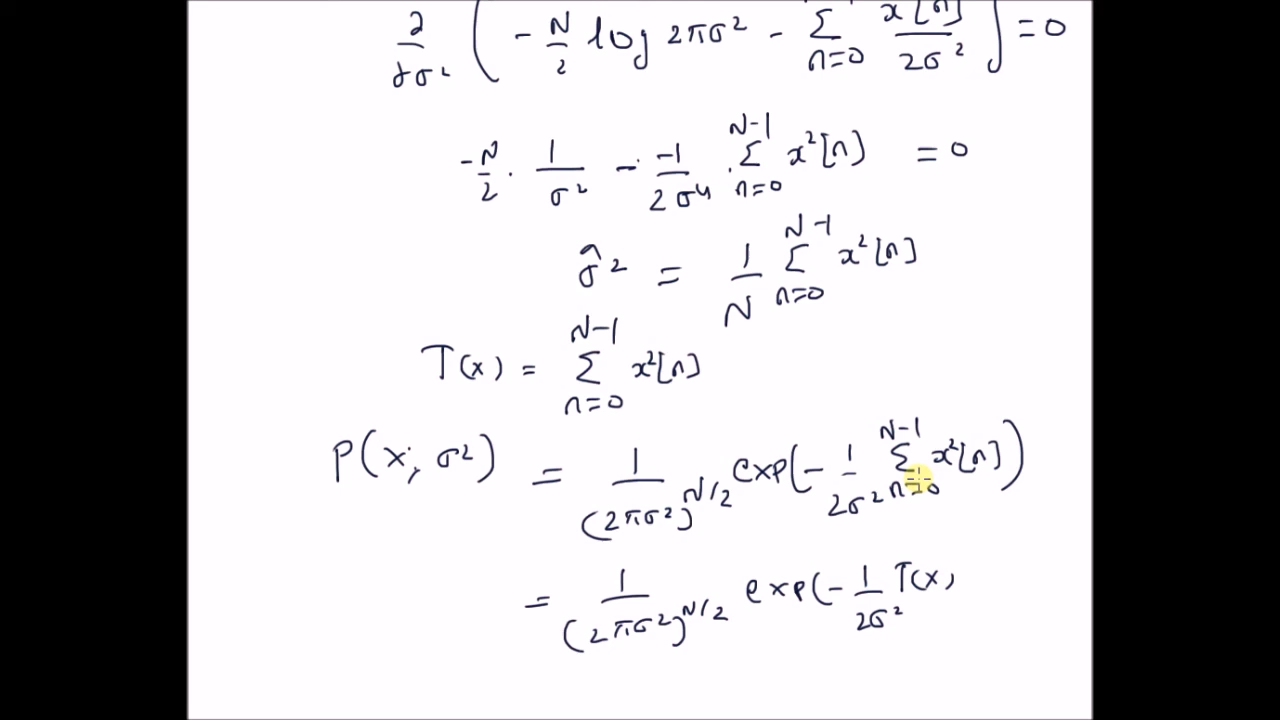 ∂/∂σ² ( - N/2 log 2πσ² - Σ_{n=0} x[n]/2σ² ) = 0
-N/2 · 1/σ² - -1/2σ⁴ · Σ_{n=0}^{N-1} x²[n] = 0
σ̂² = 1/N Σ_{n=0}^{N-1} x²[n]
T(x) = Σ_{n=0}^{N-1} x²[n]
P(x; σ²) = 1/(2πσ²)^{N/2} exp(- 1/2σ² Σ_{n=0}^{N-1} x²[n])
= 1/(2πσ²)^{N/2} exp(- 1/2σ² T(x)